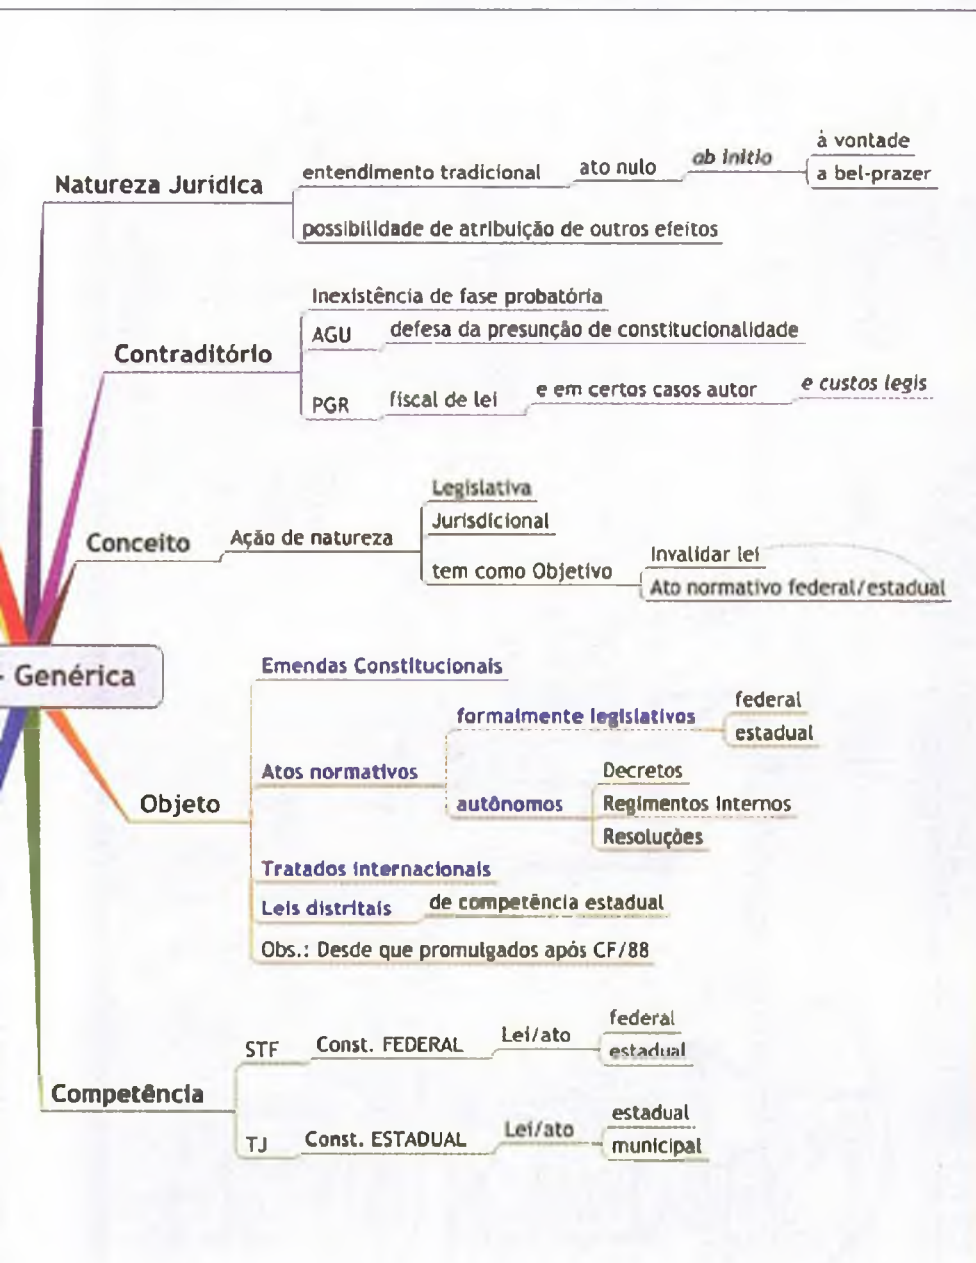 Natureza Jurídica
entendimento tradicional
ato nulo
ab initio
à vontade
a bel-prazer
possibilidade de atribuição de outros efeitos
Contraditório
Inexistência de fase probatória
AGU
defesa da presunção de constitucionalidade
PGR
fiscal de lei
e em certos casos autor
e custos legis
Conceito
Ação de natureza
Legislativa
Jurisdicional
tem como Objetivo
Invalidar lei
Ato normativo federal/estadual
- Genérica
Objeto
Emendas Constitucionais
Atos normativos
formalmente legislativos
federal
estadual
autônomos
Decretos
Regimentos Internos
Resoluções
Tratados internacionais
Leis distritais
de competência estadual
Obs.: Desde que promulgados após CF/88
Competência
STF
Const. FEDERAL
Lei/ato
federal
estadual
TJ
Const. ESTADUAL
Lei/ato
estadual
municipal